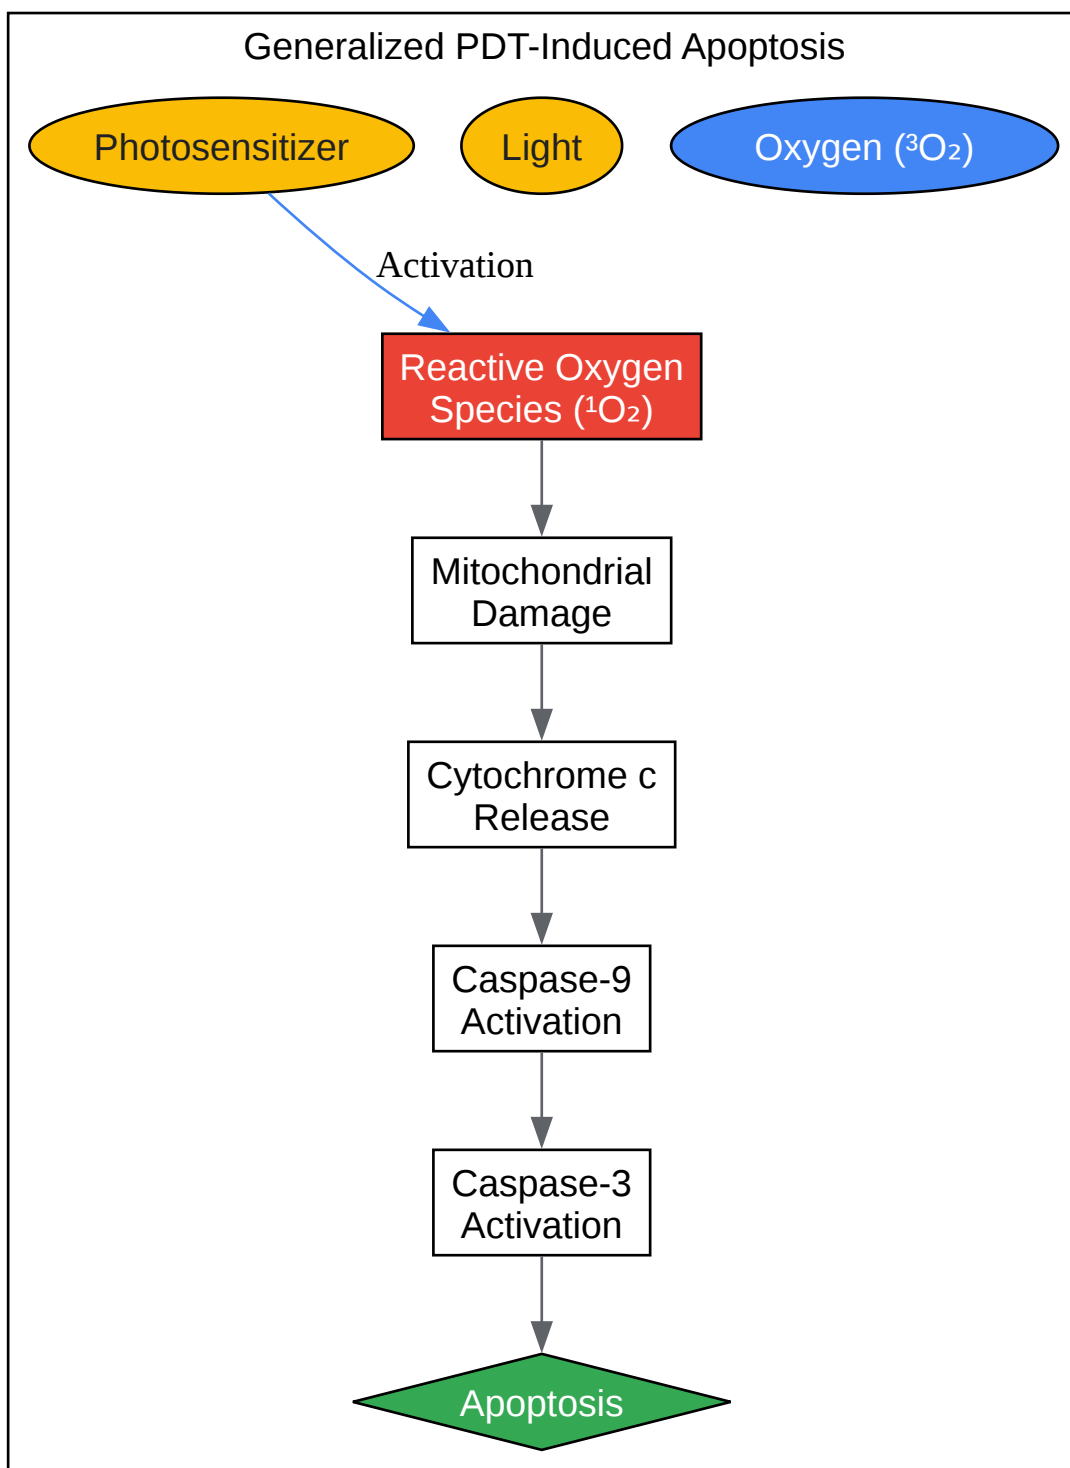 Generalized PDT-Induced Apoptosis
Photosensitizer
Light
Oxygen (³O₂)
Activation
Reactive Oxygen
Species (¹O₂)
Mitochondrial
Damage
Cytochrome c
Release
Caspase-9
Activation
Caspase-3
Activation
Apoptosis